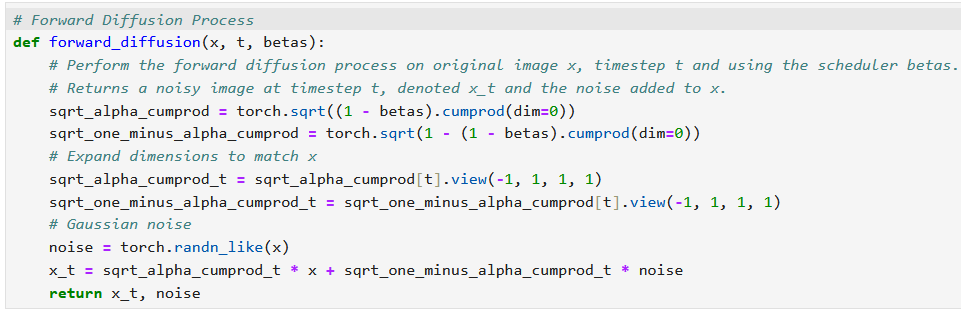 # Forward Diffusion Process
def forward_diffusion(x, t, betas):
    # Perform the forward diffusion process on original image x, timestep t and using the scheduler betas.
    # Returns a noisy image at timestep t, denoted x_t and the noise added to x.
    sqrt_alpha_cumprod = torch.sqrt((1 - betas).cumprod(dim=0))
    sqrt_one_minus_alpha_cumprod = torch.sqrt(1 - (1 - betas).cumprod(dim=0))
    # Expand dimensions to match x
    sqrt_alpha_cumprod_t = sqrt_alpha_cumprod[t].view(-1, 1, 1, 1)
    sqrt_one_minus_alpha_cumprod_t = sqrt_one_minus_alpha_cumprod[t].view(-1, 1, 1, 1)
    # Gaussian noise
    noise = torch.randn_like(x)
    x_t = sqrt_alpha_cumprod_t * x + sqrt_one_minus_alpha_cumprod_t * noise
    return x_t, noise